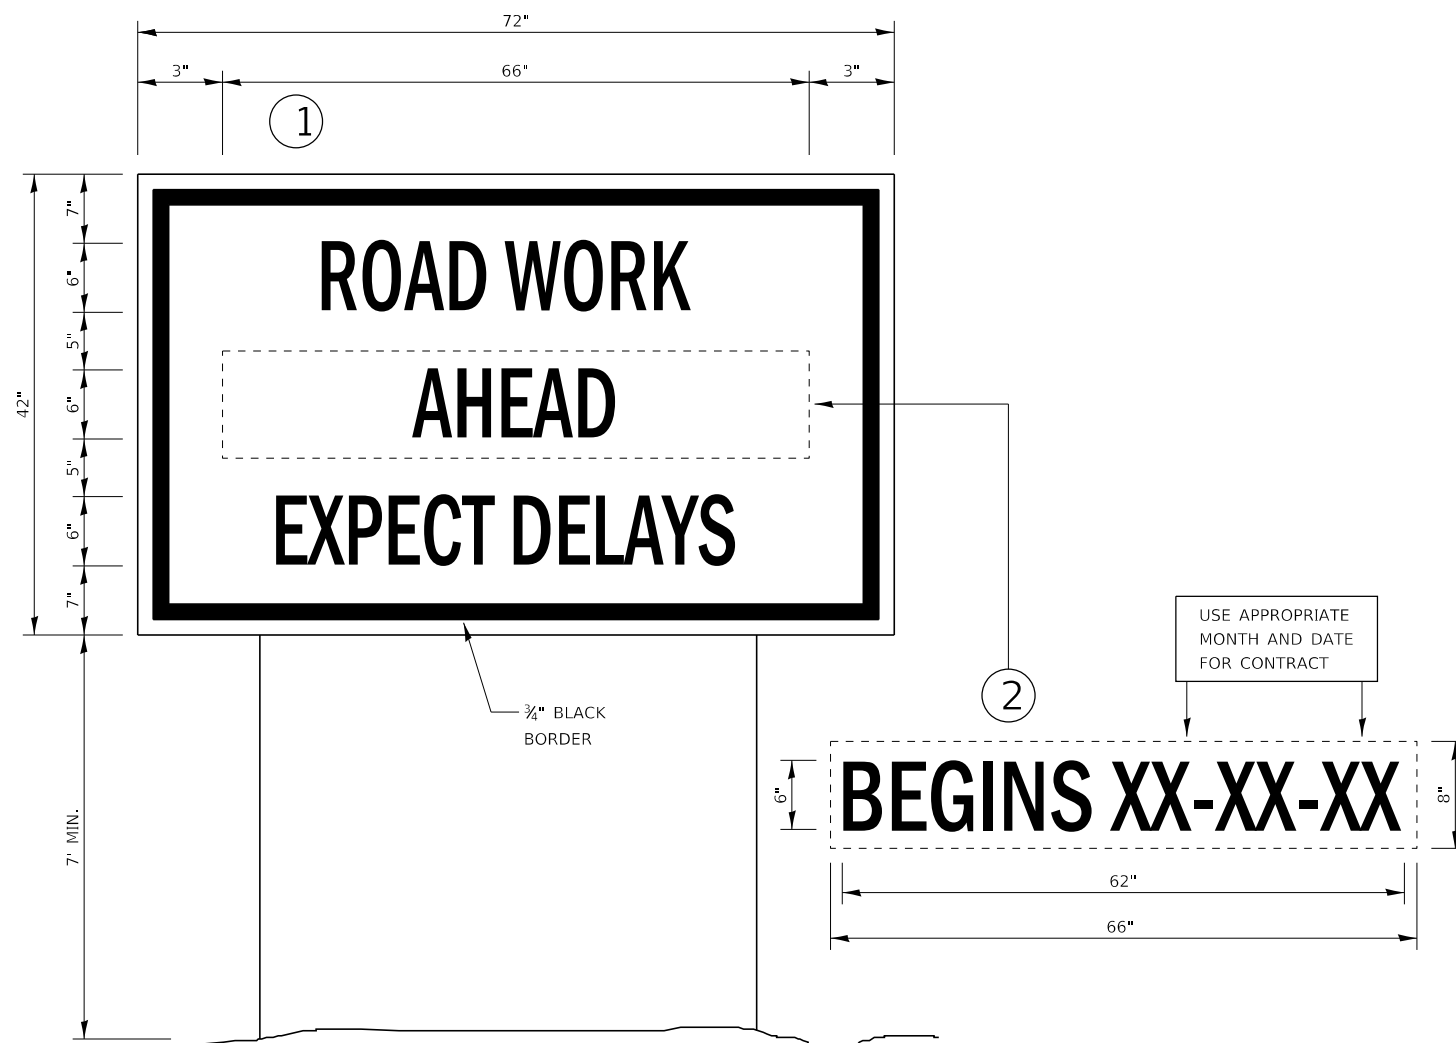 72"
3" 66" 3"
1
7"
6"
5"
6"
5"
6"
7"
42"
ROAD WORK
AHEAD
EXPECT DELAYS
¾" BLACK
BORDER
7' MIN.
2
USE APPROPRIATE
MONTH AND DATE
FOR CONTRACT
6"
BEGINS XX-XX-XX
8"
62"
66"